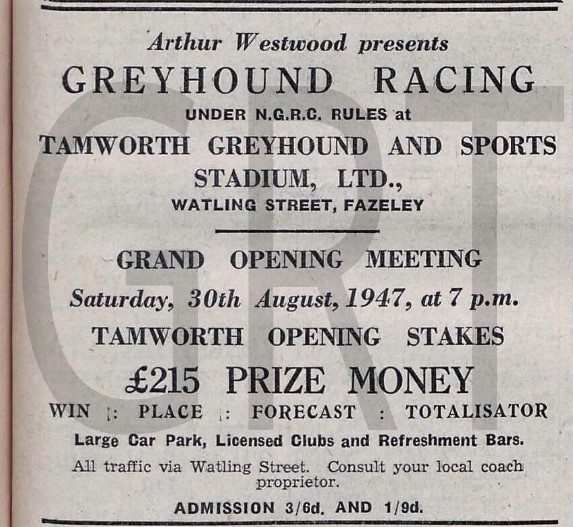 Arthur Westwood presents
GREYHOUND RACING
UNDER N.G.R.C. RULES at
TAMWORTH GREYHOUND AND SPORTS
STADIUM, LTD.,
WATLING STREET, FAZELEY
GRAND OPENING MEETING
Saturday, 30th August, 1947, at 7 p.m.
TAMWORTH OPENING STAKES
£215 PRIZE MONEY
WIN : PLACE : FORECAST : TOTALISATOR
Large Car Park, Licensed Clubs and Refreshment Bars.
All traffic via Watling Street. Consult your local coach
proprietor.
ADMISSION 3/6d. AND 1/9d.
GRT